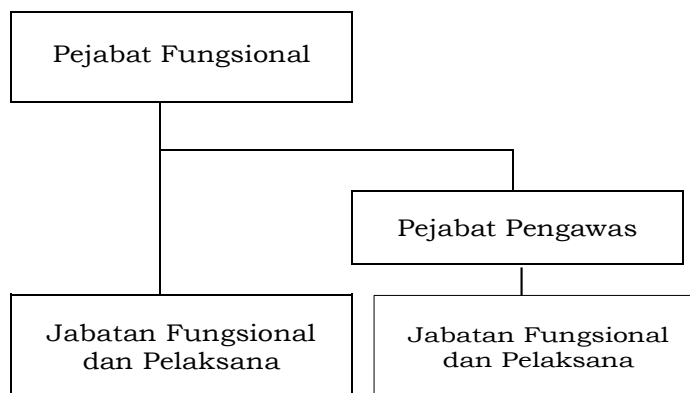 Pejabat Fungsional
Pejabat Pengawas
Jabatan Fungsional
dan Pelaksana
Jabatan Fungsional
dan Pelaksana